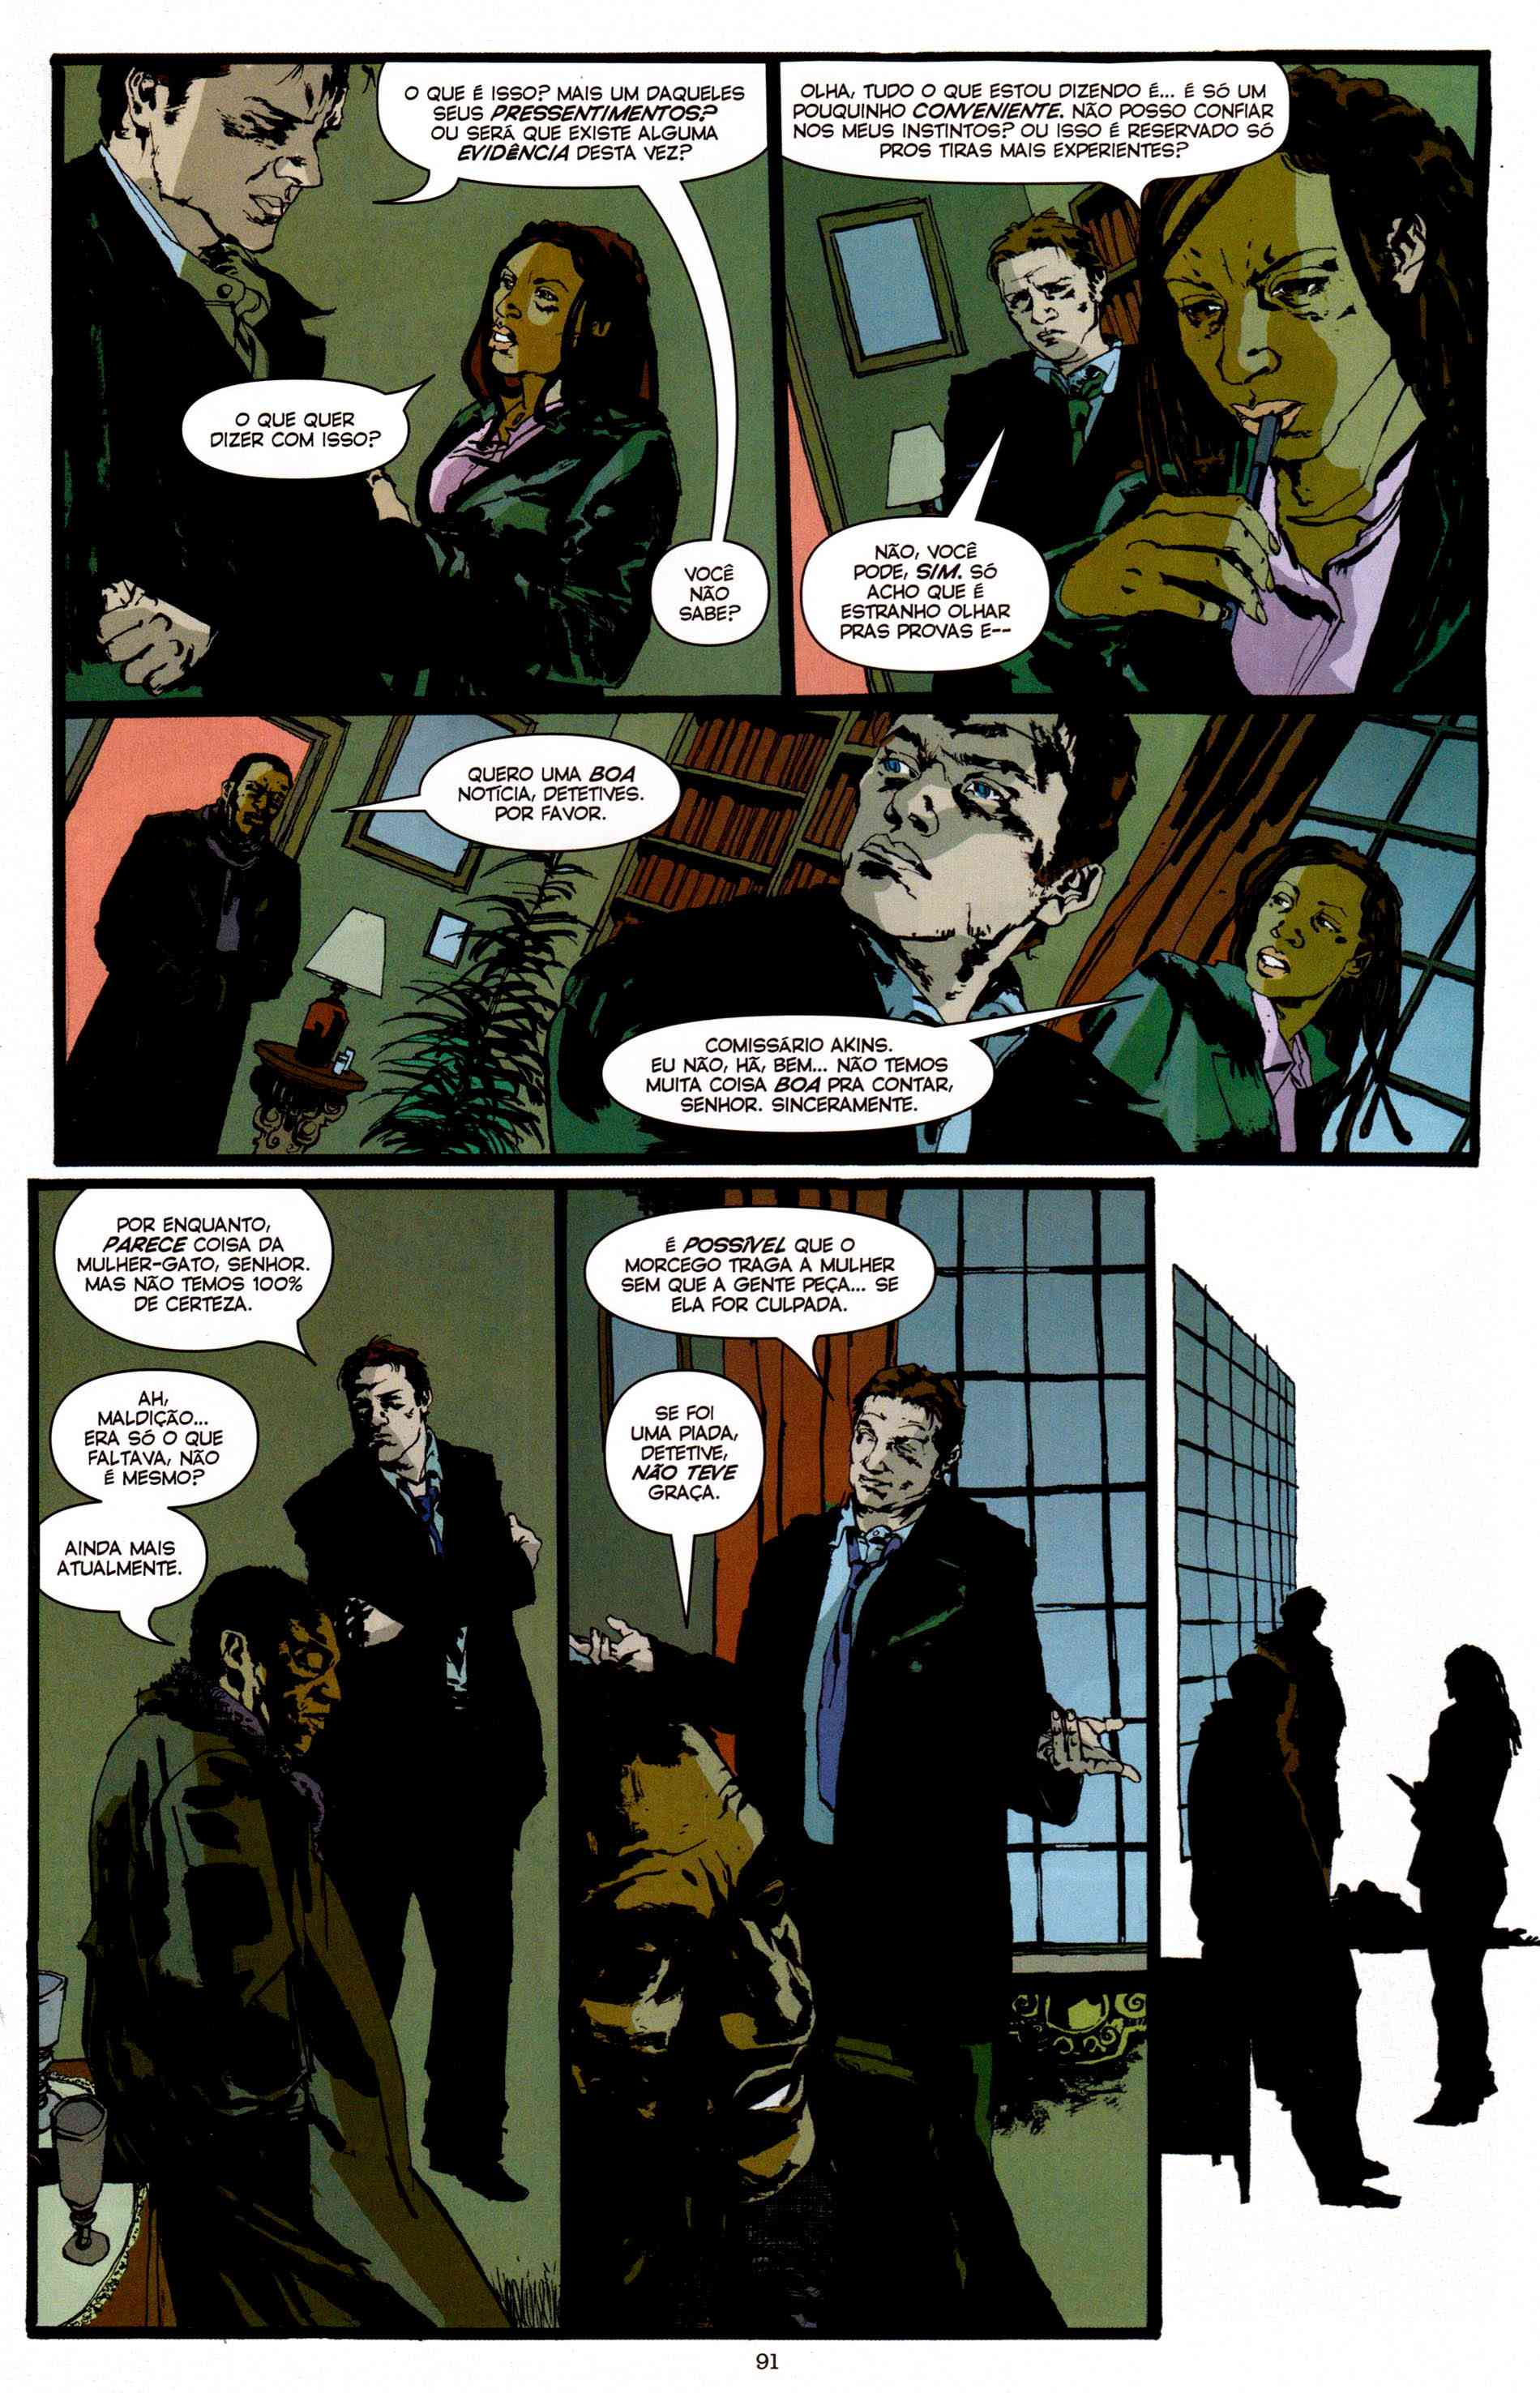 O QUE É ISSO? MAIS UM DAQUELES
SEUS PRESSENTIMENTOS?
OU SERÁ QUE EXISTE ALGUMA
EVIDÊNCIA DESTA VEZ?
O QUE QUER
DIZER COM ISSO?
VOCÊ
NÃO
SABE?
OLHA, TUDO O QUE ESTOU DIZENDO É... É SÓ UM
POUQUINHO CONVENIENTE. NÃO POSSO CONFIAR
NOS MEUS INSTINTOS? OU ISSO É RESERVADO SÓ
PROS TIRAS MAIS EXPERIENTES?
NÃO, VOCÊ
PODE, SIM. SÓ
ACHO QUE É
ESTRANHO OLHAR
PRAS PROVAS E--
QUERO UMA BOA
NOTÍCIA, DETETIVES.
POR FAVOR.
COMISSÁRIO AKINS.
EU NÃO, HÃ, BEM... NÃO TEMOS
MUITA COISA BOA PRA CONTAR,
SENHOR. SINCERAMENTE.
POR ENQUANTO,
PARECE COISA DA
MULHER-GATO, SENHOR.
MAS NÃO TEMOS 100%
DE CERTEZA.
AH,
MALDIÇÃO...
ERA SÓ O QUE
FALTAVA, NÃO
É MESMO?
AINDA MAIS
ATUALMENTE.
É POSSÍVEL QUE O
MORCEGO TRAGA A MULHER
SEM QUE A GENTE PEÇA... SE
ELA FOR CULPADA.
SE FOI
UMA PIADA,
DETETIVE,
NÃO TEVE
GRAÇA.
91